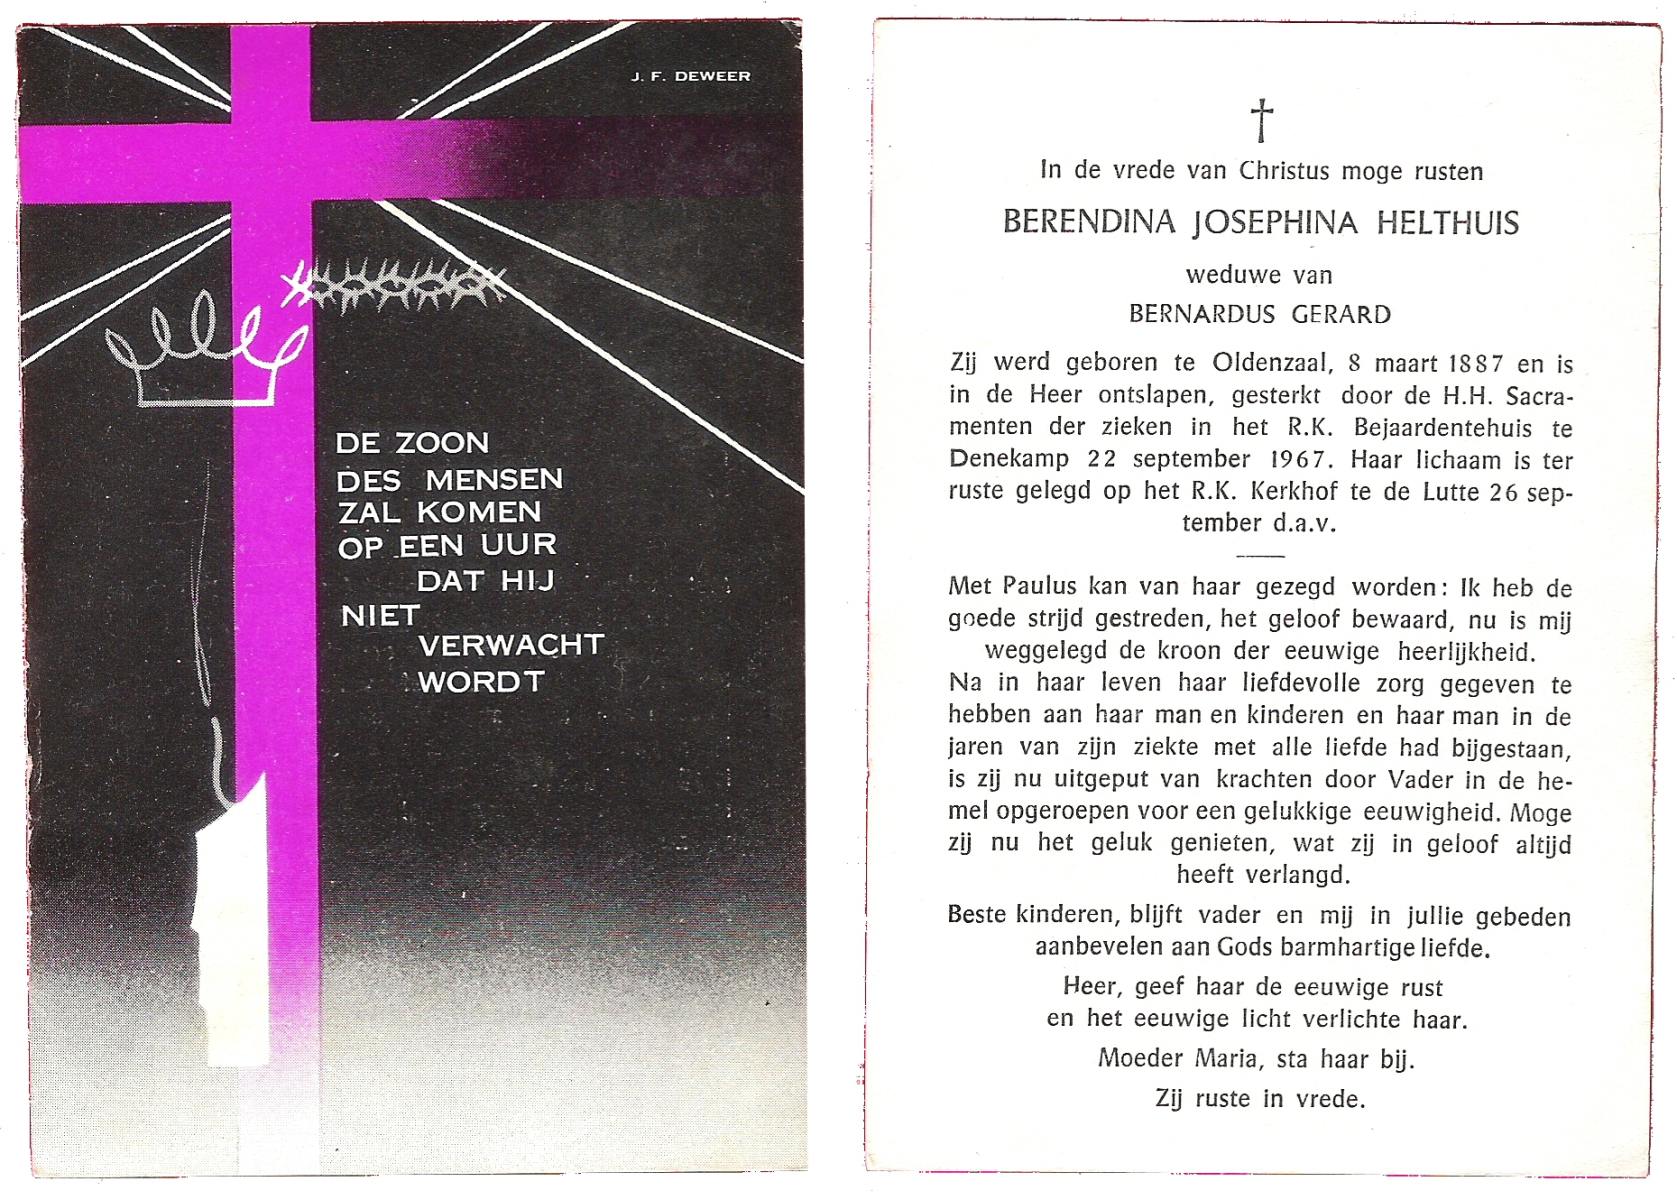 J. F. DEWEER
DE ZOON
DES MENSEN
ZAL KOMEN
OP EEN UUR
DAT HIJ
NIET
VERWACHT
WORDT
In de vrede van Christus moge rusten
BERENDINA JOSEPHINA HELTHUIS
weduwe van
BERNARDUS GERARD
Zij werd geboren te Oldenzaal, 8 maart 1887 en is
in de Heer ontslapen, gesterkt door de H.H. Sacra-
menten der zieken in het R.K. Bejaardentehuis te
Denekamp 22 september 1967. Haar lichaam is ter
ruste gelegd op het R.K. Kerkhof te de Lutte 26 sep-
tember d.a.v.
Met Paulus kan van haar gezegd worden: Ik heb de
goede strijd gestreden, het geloof bewaard, nu is mij
weggelegd de kroon der eeuwige heerlijkheid.
Na in haar leven haar liefdevolle zorg gegeven te
hebben aan haar man en kinderen en haar man in de
jaren van zijn ziekte met alle liefde had bijgestaan,
is zij nu uitgeput van krachten door Vader in de he-
mel opgeroepen voor een gelukkige eeuwigheid. Moge
zij nu het geluk genieten, wat zij in geloof altijd
heeft verlangd.
Beste kinderen, blijft vader en mij in jullie gebeden
aanbevelen aan Gods barmhartige liefde.
Heer, geef haar de eeuwige rust
en het eeuwige licht verlichte haar.
Moeder Maria, sta haar bij.
Zij ruste in vrede.